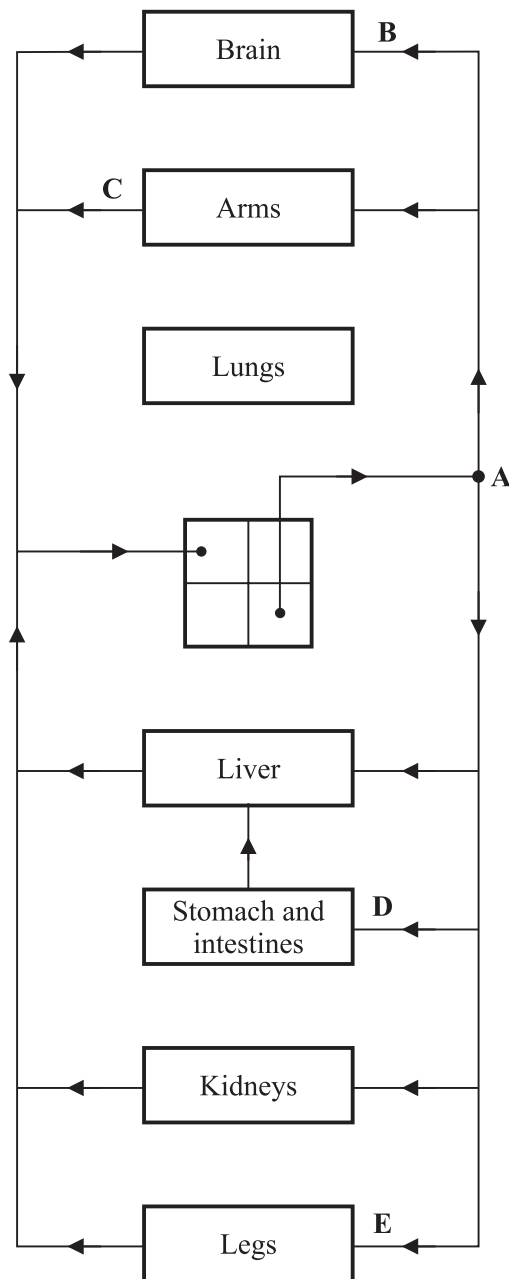 B
Brain
C
Arms
Lungs
A
Liver
Stomach and
intestines
D
Kidneys
E
Legs